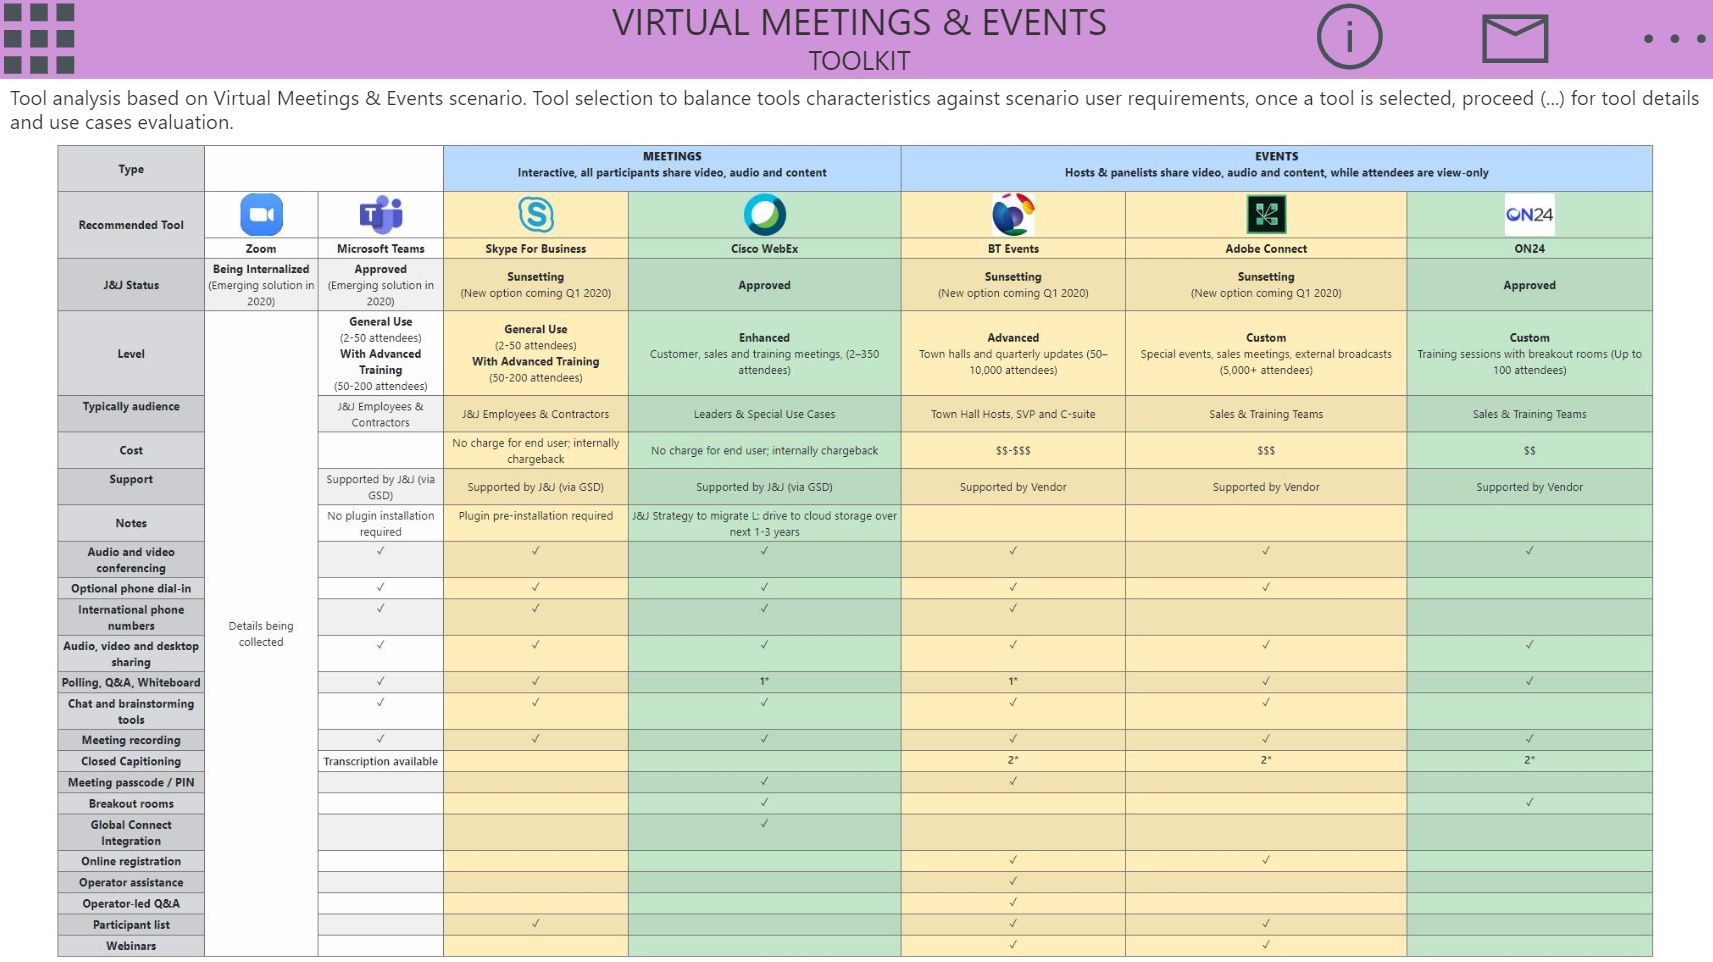 VIRTUAL MEETINGS & EVENTS
TOOLKIT
i
Tool analysis based on Virtual Meetings & Events scenario. Tool selection to balance tools characteristics against scenario user requirements, once a tool is selected, proceed (...) for tool details
and use cases evaluation.
Type
MEETINGS
Interactive, all participants share video, audio and content
EVENTS
Hosts & panelists share video, audio and content, while attendees are view-only
Recommended Tool
T
S
ON24
Zoom
Microsoft Teams
Skype For Business
Cisco WebEx
BT Events
Adobe Connect
ON24
J&J Status
Being Internalized
(Emerging solution in
2020)
Approved
(Emerging solution in
2020)
Sunsetting
(New option coming Q1 2020)
Approved
Sunsetting
(New option coming Q1 2020)
Sunsetting
(New option coming Q1 2020)
Approved
Level
General Use
(2-50 attendees)
With Advanced
Training
(50-200 attendees)
General Use
(2-50 attendees)
With Advanced Training
(50-200 attendees)
Enhanced
Customer, sales and training meetings, (2–350
attendees)
Advanced
Town halls and quarterly updates (50–
10,000 attendees)
Custom
Special events, sales meetings, external broadcasts
(5,000+ attendees)
Custom
Training sessions with breakout rooms (Up to
100 attendees)
Typically audience
J&J Employees &
Contractors
J&J Employees & Contractors
Leaders & Special Use Cases
Town Hall Hosts, SVP and C-suite
Sales & Training Teams
Sales & Training Teams
Cost
No charge for end user; internally
chargeback
No charge for end user; internally chargeback
$$-$$$
$$$
$$
Support
Supported by J&J (via
GSD)
Supported by J&J (via GSD)
Supported by J&J (via GSD)
Supported by Vendor
Supported by Vendor
Supported by Vendor
Notes
No plugin installation
required
Plugin pre-installation required
J&J Strategy to migrate L: drive to cloud storage over
next 1-3 years
Details being
collected
Audio and video
conferencing
✓ ✓ ✓ ✓ ✓ ✓
Optional phone dial-in
✓ ✓ ✓ ✓ ✓
International phone
numbers
✓ ✓ ✓ ✓
Audio, video and desktop
sharing
✓ ✓ ✓ ✓ ✓ ✓
Polling, Q&A, Whiteboard
✓ ✓ 1* 1* ✓ ✓
Chat and brainstorming
tools
✓ ✓ ✓ ✓ ✓
Meeting recording
✓ ✓ ✓ ✓ ✓ ✓
Closed Capitioning
Transcription available
2* 2* 2*
Meeting passcode / PIN
✓ ✓
Breakout rooms
✓ ✓
Global Connect
Integration
✓
Online registration
✓ ✓
Operator assistance
✓
Operator-led Q&A
✓
Participant list
✓ ✓ ✓
Webinars
✓ ✓